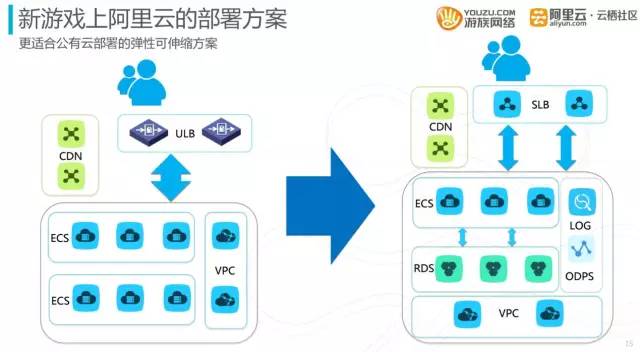 新游戏上阿里云的部署方案
更适合公有云部署的弹性可伸缩方案
YOUZU.COM
游族网络
阿里云
aliyun.com
·云栖社区
ULB
CDN
ECS
ECS
VPC
SLB
CDN
ECS
LOG
RDS
ODPS
VPC
15